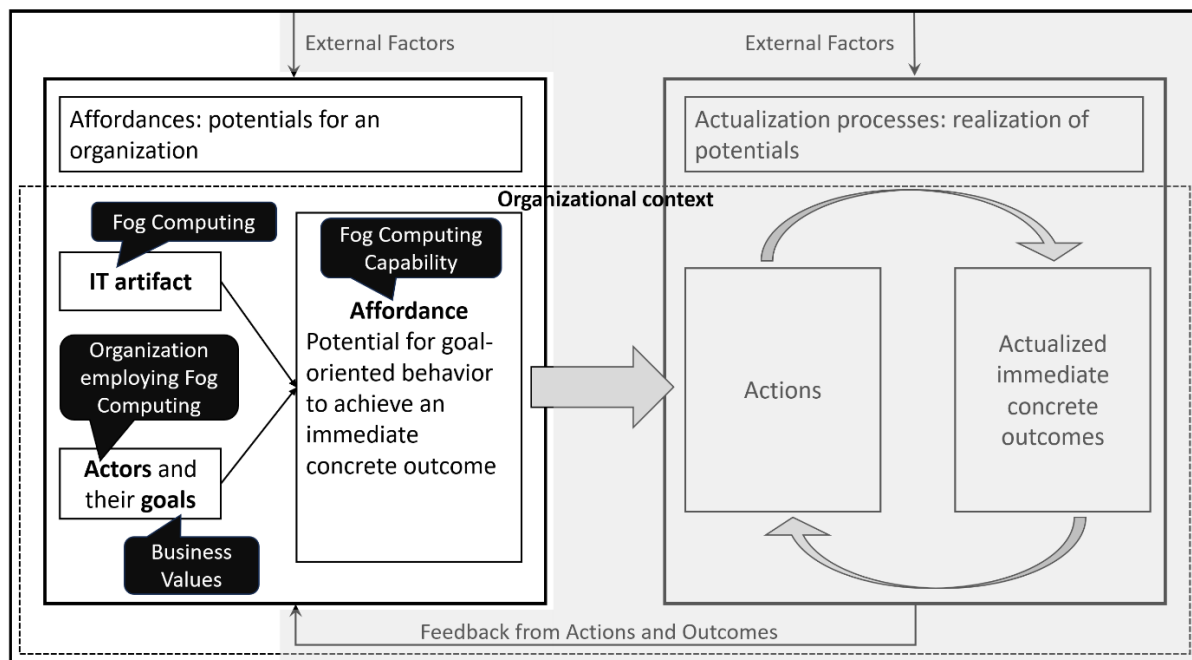 External Factors
External Factors
Affordances: potentials for an
organization
Actualization processes: realization of
potentials
Organizational context
Fog Computing
IT artifact
Organization
employing Fog
Computing
Actors and
their goals
Business
Values
Fog Computing
Capability
Affordance
Potential for goal-
oriented behavior
to achieve an
immediate
concrete outcome
Actions
Actualized
immediate
concrete
outcomes
Feedback from Actions and Outcomes